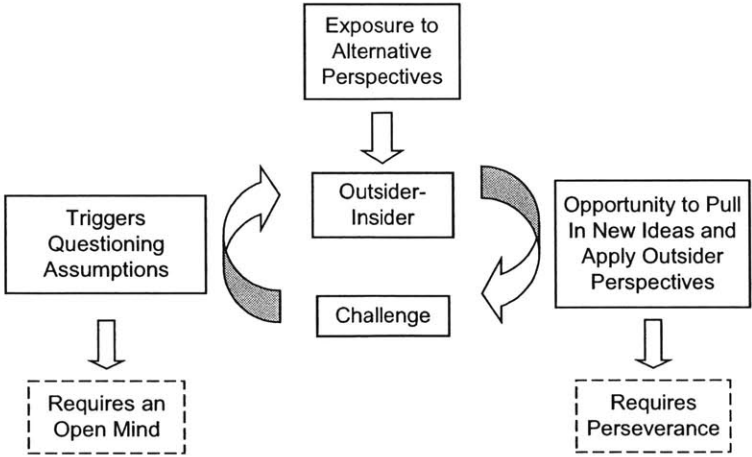 Exposure to
Alternative
Perspectives
Outsider-
Insider
Triggers
Questioning
Assumptions
Opportunity to Pull
In New Ideas and
Apply Outsider
Perspectives
Challenge
Requires an
Open Mind
Requires
Perseverance